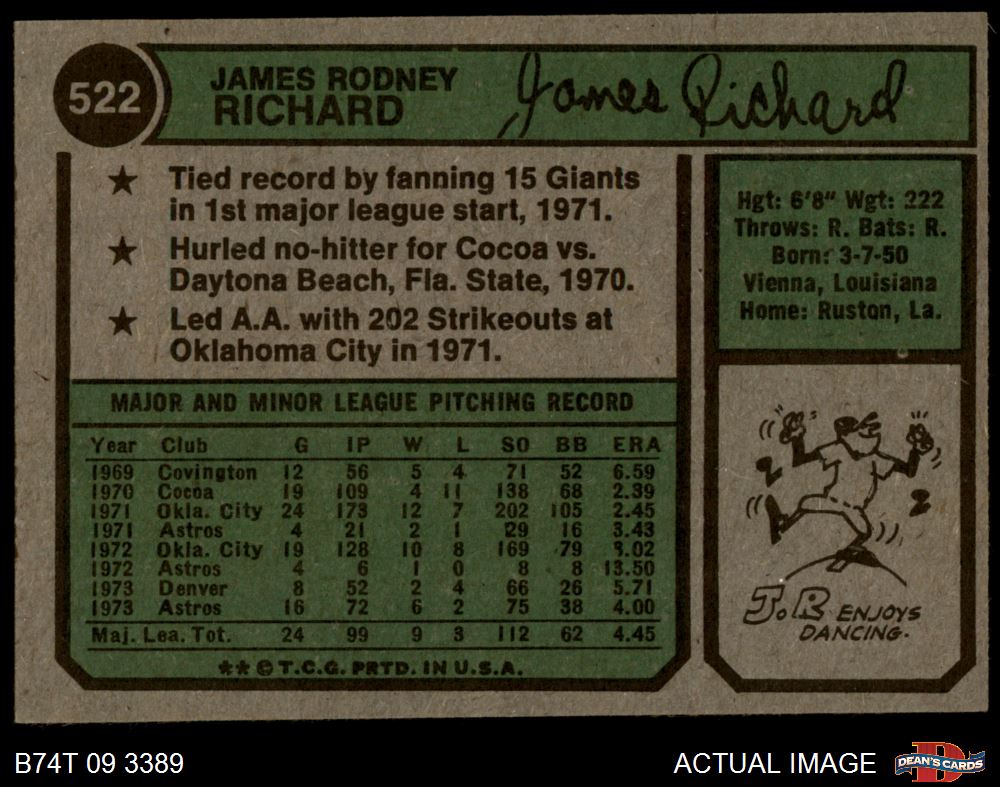 522
JAMES RODNEY
RICHARD
James Richard
★ Tied record by fanning 15 Giants
in 1st major league start, 1971.
★ Hurled no-hitter for Cocoa vs.
Daytona Beach, Fla. State, 1970.
★ Led A.A. with 202 Strikeouts at
Oklahoma City in 1971.
Hgt: 6'8" Wgt: 222
Throws: R. Bats: R.
Born: 3-7-50
Vienna, Louisiana
Home: Ruston, La.
MAJOR AND MINOR LEAGUE PITCHING RECORD
Year Club G IP W L SO BB ERA
1969 Covington 12 56 5 4 71 52 6.59
1970 Cocoa 19 109 4 11 138 68 2.39
1971 Okla. City 24 173 12 7 202 105 2.45
1971 Astros 4 21 2 1 29 16 3.43
1972 Okla. City 19 128 10 8 169 79 3.02
1972 Astros 4 6 1 0 8 8 13.50
1973 Denver 8 52 2 4 66 26 5.71
1973 Astros 16 72 6 2 75 38 4.00
Maj. Lea. Tot. 24 99 9 3 112 62 4.45
★★ © T.C.G. PRTD. IN U.S.A.
J.R ENJOYS
DANCING.
B74T 09 3389
ACTUAL IMAGE
DEAN'S CARDS